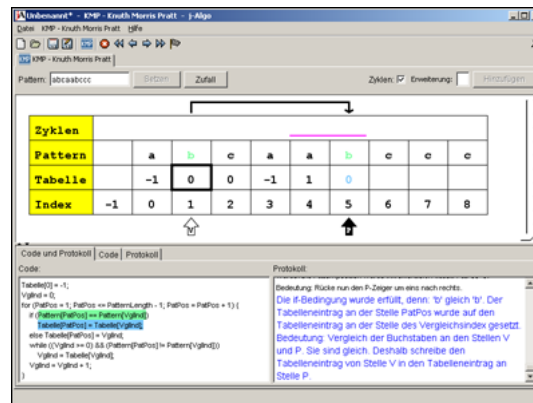 Unbenannt* - KMP - Knuth Morris Pratt - j-Algo
Datei KMP - Knuth Morris Pratt Hilfe
KMP - Knuth Morris Pratt
Pattern: abcaabccc Setzen Zufall Zyklen: Erweiterung: Hinzufügen
Zyklen
Pattern a b c a a b c c c
Tabelle -1 0 0 -1 1 0
Index -1 0 1 2 3 4 5 6 7 8
V P
Code und Protokoll Code Protokoll
Code: Protokoll:
Tabelle[0] = -1;
VglInd = 0;
for (PatPos = 1; PatPos <= PatternLength - 1; PatPos = PatPos + 1) {
if (Pattern[PatPos] == Pattern[VglInd])
Tabelle[PatPos] = Tabelle[VglInd];
else Tabelle[PatPos] = VglInd;
while ((VglInd >= 0) && (Pattern[PatPos] != Pattern[VglInd]))
VglInd = Tabelle[VglInd];
VglInd = VglInd + 1;
}
Bedeutung: Rücke nun den P-Zeiger um eins nach rechts.
Die if-Bedingung wurde erfüllt, denn: 'b' gleich 'b'. Der
Tabelleneintrag an der Stelle PatPos wurde auf den
Tabelleneintrag an der Stelle des Vergleichsindex gesetzt.
Bedeutung: Vergleich der Buchstaben an den Stellen V
und P. Sie sind gleich. Deshalb schreibe den
Tabelleneintrag von Stelle V in den Tabelleneintrag an
Stelle P.